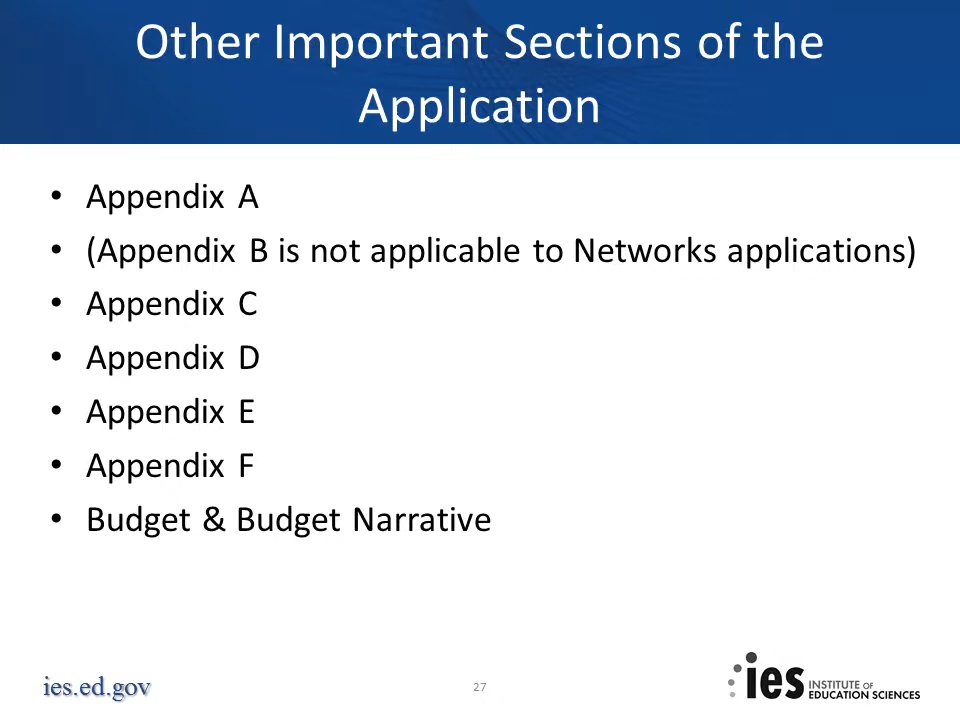 Other Important Sections of the
Application
• Appendix A
• (Appendix B is not applicable to Networks applications)
• Appendix C
• Appendix D
• Appendix E
• Appendix F
• Budget & Budget Narrative
ies.ed.gov
27
ies INSTITUTE OF
EDUCATION SCIENCES